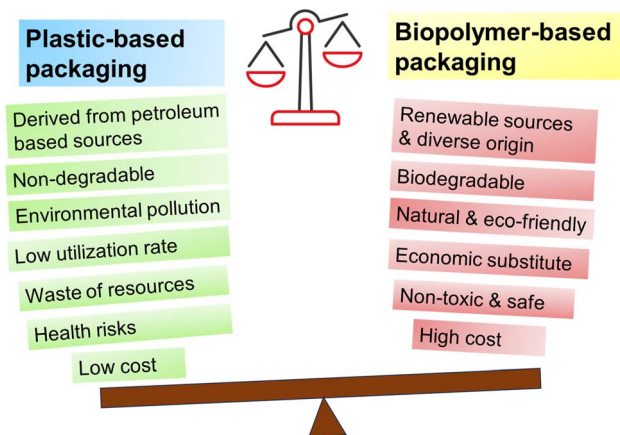 Plastic-based
packaging
Derived from petroleum
based sources
Non-degradable
Environmental pollution
Low utilization rate
Waste of resources
Health risks
Low cost
Biopolymer-based
packaging
Renewable sources
& diverse origin
Biodegradable
Natural & eco-friendly
Economic substitute
Non-toxic & safe
High cost